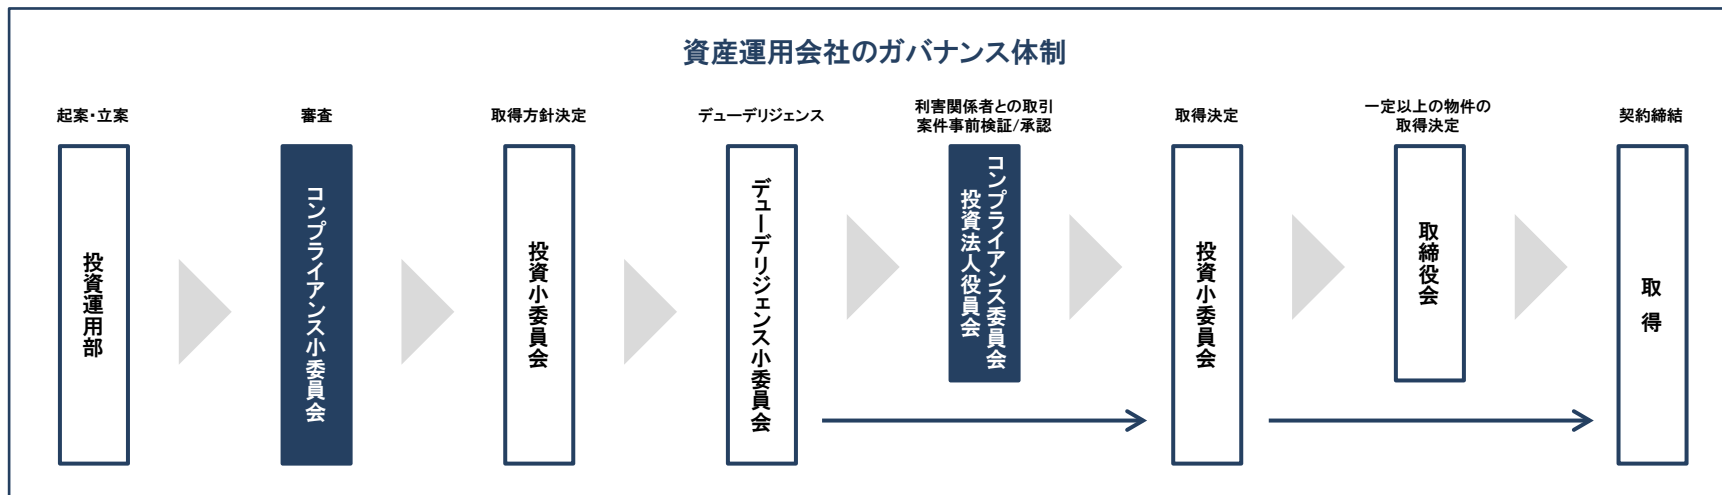 資産運用会社のガバナンス体制
起案・立案
投資運用部
審査
コンプライアンス小委員会
取得方針決定
投資小委員会
デューデリジェンス
デューデリジェンス小委員会
利害関係者との取引
案件事前検証/承認
コンプライアンス委員会
投資法人役員会
取得決定
投資小委員会
一定以上の物件の
取得決定
取締役会
契約締結
取得